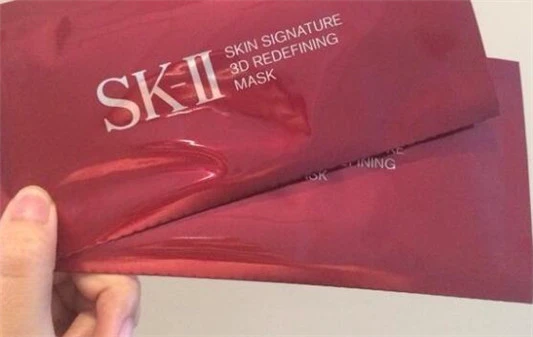 SK-II
SKIN SIGNATURE
3D REDEFINING
MASK